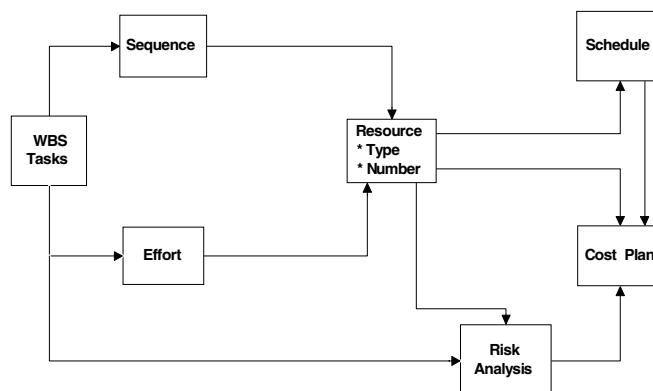 Sequence
Schedule
WBS
Tasks
Resource
* Type
* Number
Effort
Cost Plan
Risk
Analysis